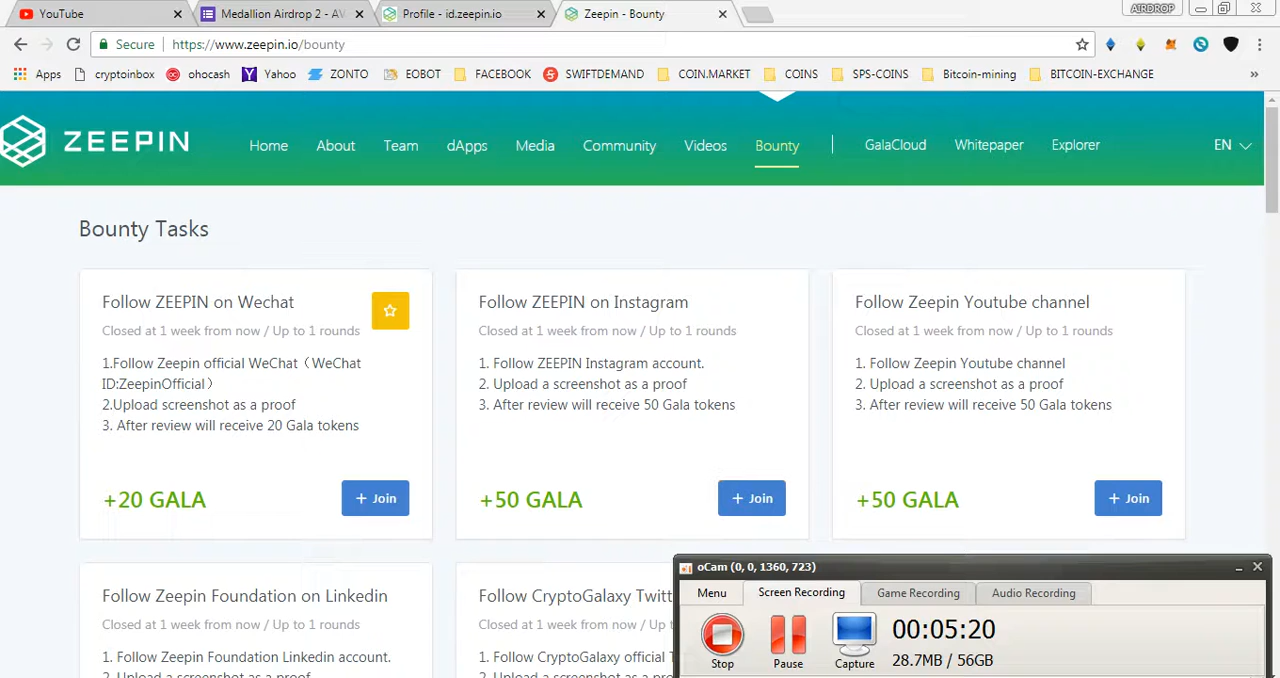 YouTube
Medallion Airdrop 2 - AV
Profile - id.zeepin.io
Zeepin - Bounty
AIRDROP
Secure
https://www.zeepin.io/bounty
Apps
cryptoinbox
ohocash
Yahoo
ZONTO
EOBOT
FACEBOOK
SWIFTDEMAND
COIN.MARKET
COINS
SPS-COINS
Bitcoin-mining
BITCOIN-EXCHANGE
»
ZEEPIN
Home
About
Team
dApps
Media
Community
Videos
Bounty
GalaCloud
Whitepaper
Explorer
EN
Bounty Tasks
Follow ZEEPIN on Wechat
Closed at 1 week from now / Up to 1 rounds
1.Follow Zeepin official WeChat（WeChat
ID:ZeepinOfficial）
2.Upload screenshot as a proof
3. After review will receive 20 Gala tokens
+20 GALA
+ Join
Follow ZEEPIN on Instagram
Closed at 1 week from now / Up to 1 rounds
1. Follow ZEEPIN Instagram account.
2. Upload a screenshot as a proof
3. After review will receive 50 Gala tokens
+50 GALA
+ Join
Follow Zeepin Youtube channel
Closed at 1 week from now / Up to 1 rounds
1. Follow Zeepin Youtube channel
2. Upload a screenshot as a proof
3. After review will receive 50 Gala tokens
+50 GALA
+ Join
Follow Zeepin Foundation on Linkedin
Closed at 1 week from now / Up to 1 rounds
1. Follow Zeepin Foundation Linkedin account.
2. Upload a screenshot as a proof
Follow CryptoGalaxy Twitt
Closed at 1 week from now / Up
1. Follow CryptoGalaxy official T
2. Upload a screenshot as a proof
oCam (0, 0, 1360, 723)
Menu
Screen Recording
Game Recording
Audio Recording
Stop
Pause
Capture
00:05:20
28.7MB / 56GB